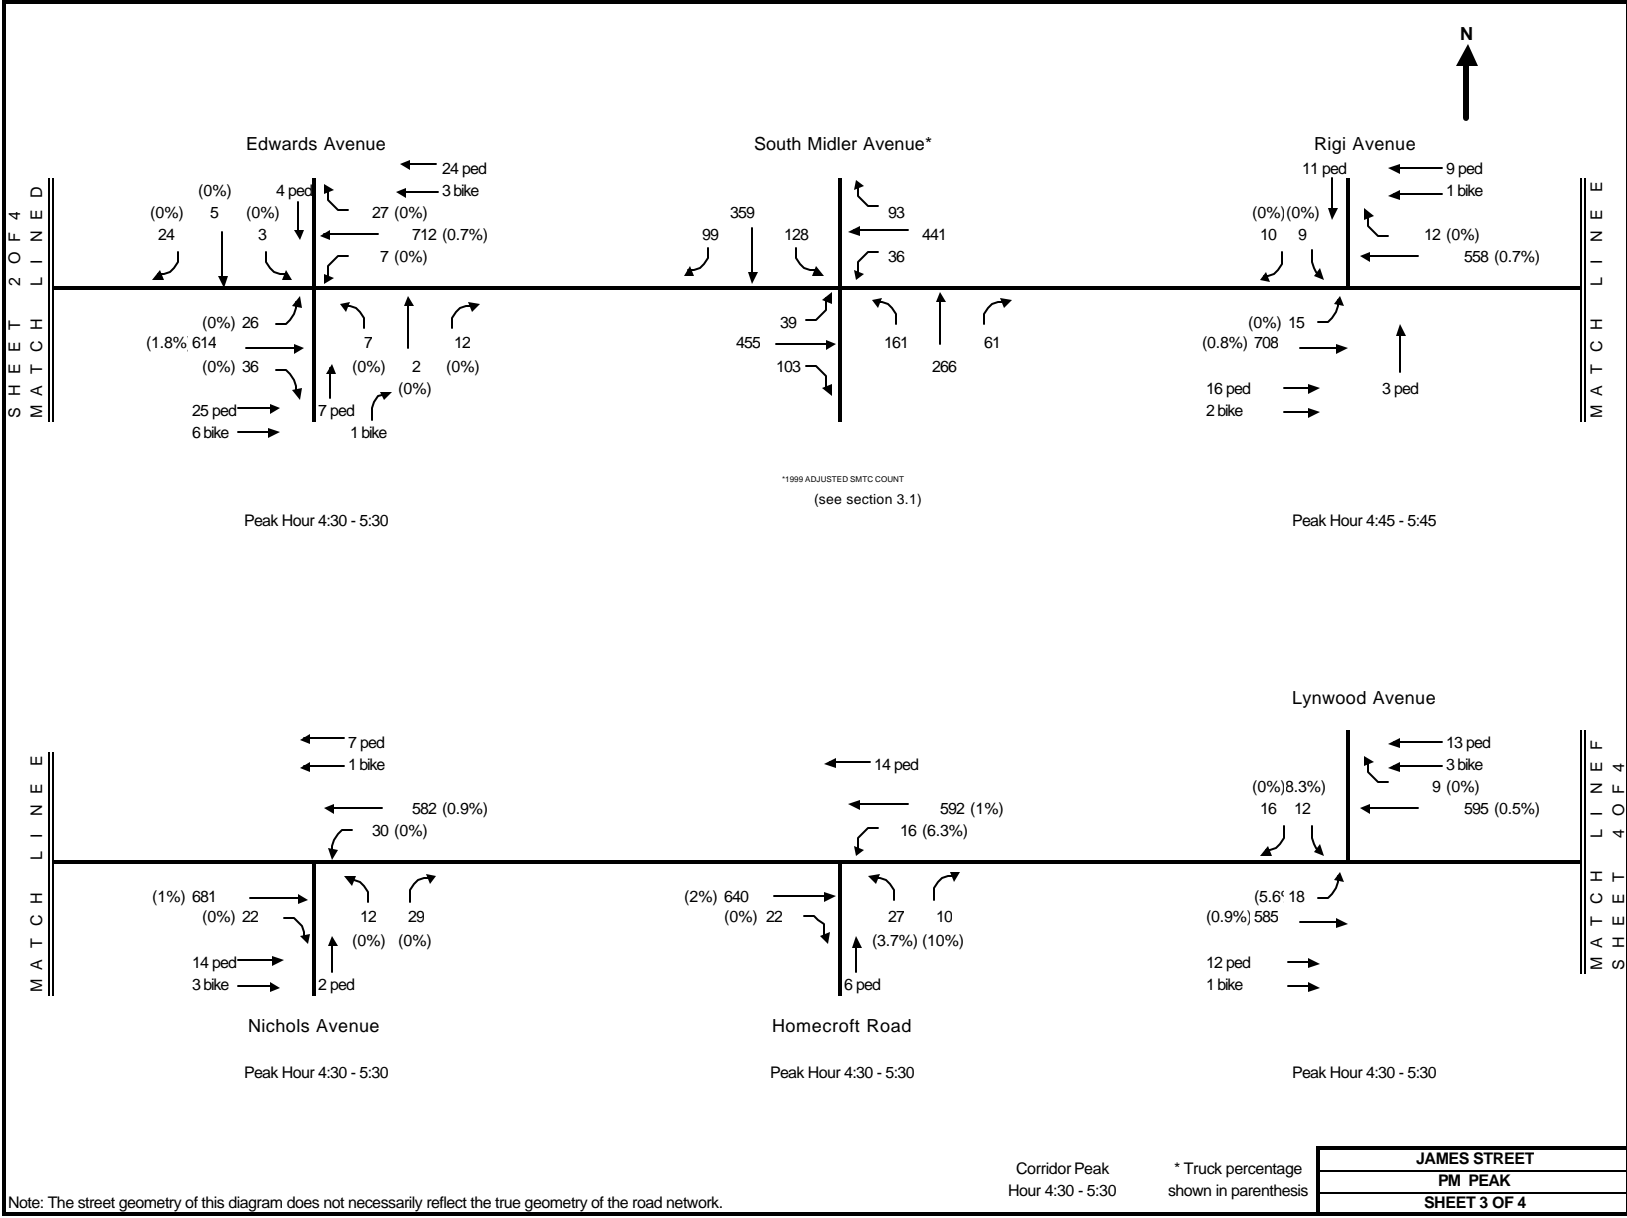 N
Edwards Avenue
South Midler Avenue*
Rigi Avenue
SHEET 2 OF 4
MATCH LINE D
(0%)
24
(0%)
5
(0%)
3
4 ped
24 ped
3 bike
27 (0%)
712 (0.7%)
7 (0%)
(0%) 26
(1.8% 614
(0%) 36
25 ped
6 bike
7 ped
1 bike
7
(0%)
2
(0%)
12
(0%)
Peak Hour 4:30 - 5:30
99
359
128
93
441
36
39
455
103
161
266
61
*1999 ADJUSTED SMTC COUNT
(see section 3.1)
11 ped
9 ped
1 bike
(0%)(0%)
10 9
12 (0%)
558 (0.7%)
(0%) 15
(0.8%) 708
16 ped
2 bike
3 ped
Peak Hour 4:45 - 5:45
MATCH LINE E
MATCH LINE E
7 ped
1 bike
582 (0.9%)
30 (0%)
(1%) 681
(0%) 22
12
(0%)
29
(0%)
14 ped
3 bike
2 ped
Nichols Avenue
Peak Hour 4:30 - 5:30
14 ped
592 (1%)
16 (6.3%)
(2%) 640
(0%) 22
27 10
(3.7%) (10%)
6 ped
Homecroft Road
Peak Hour 4:30 - 5:30
Lynwood Avenue
13 ped
3 bike
(0%)8.3%)
16 12
9 (0%)
595 (0.5%)
(5.6 18
(0.9%) 585
12 ped
1 bike
Peak Hour 4:30 - 5:30
MATCH LINE F
SHEET 4 OF 4
Corridor Peak
Hour 4:30 - 5:30
* Truck percentage
shown in parenthesis
JAMES STREET
PM PEAK
SHEET 3 OF 4
Note: The street geometry of this diagram does not necessarily reflect the true geometry of the road network.